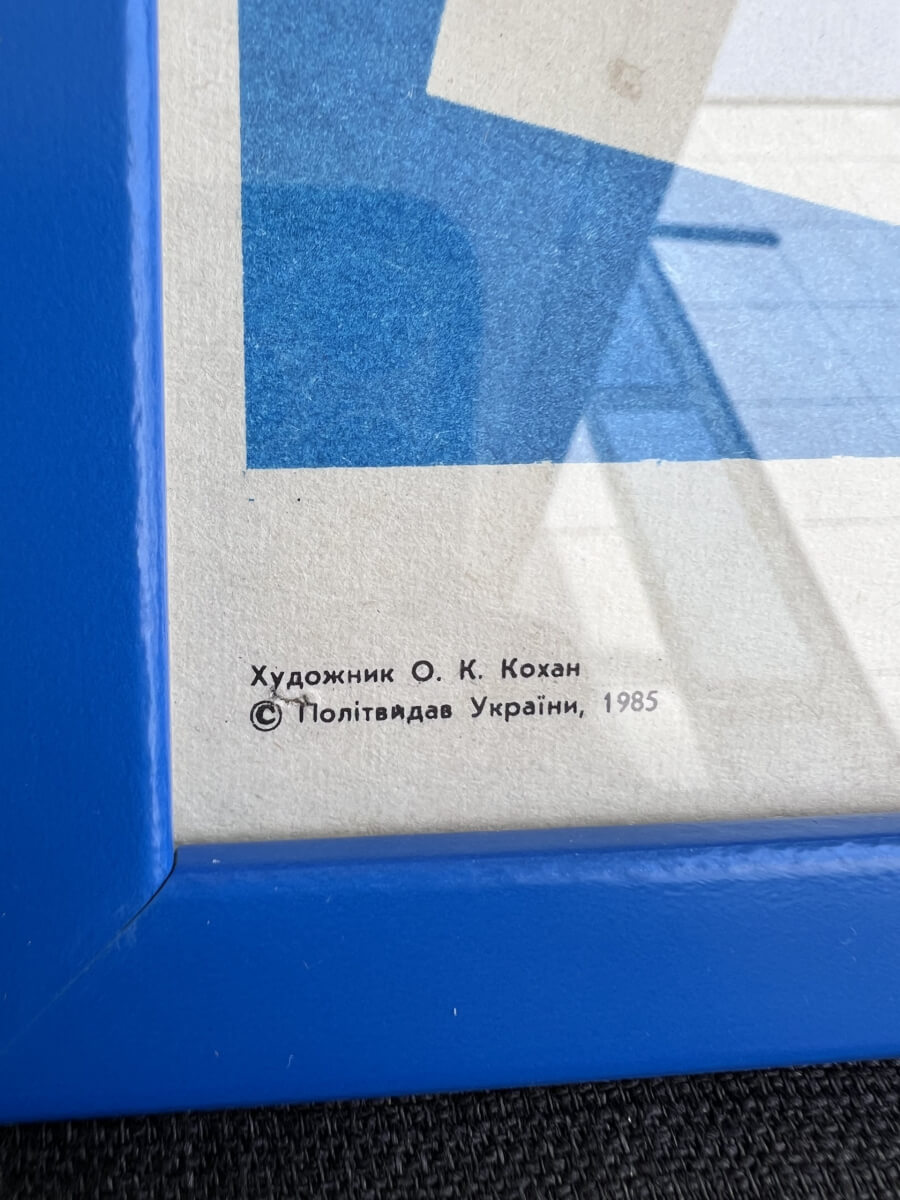 Художник О. К. Кохан
© Політвидав України, 1985